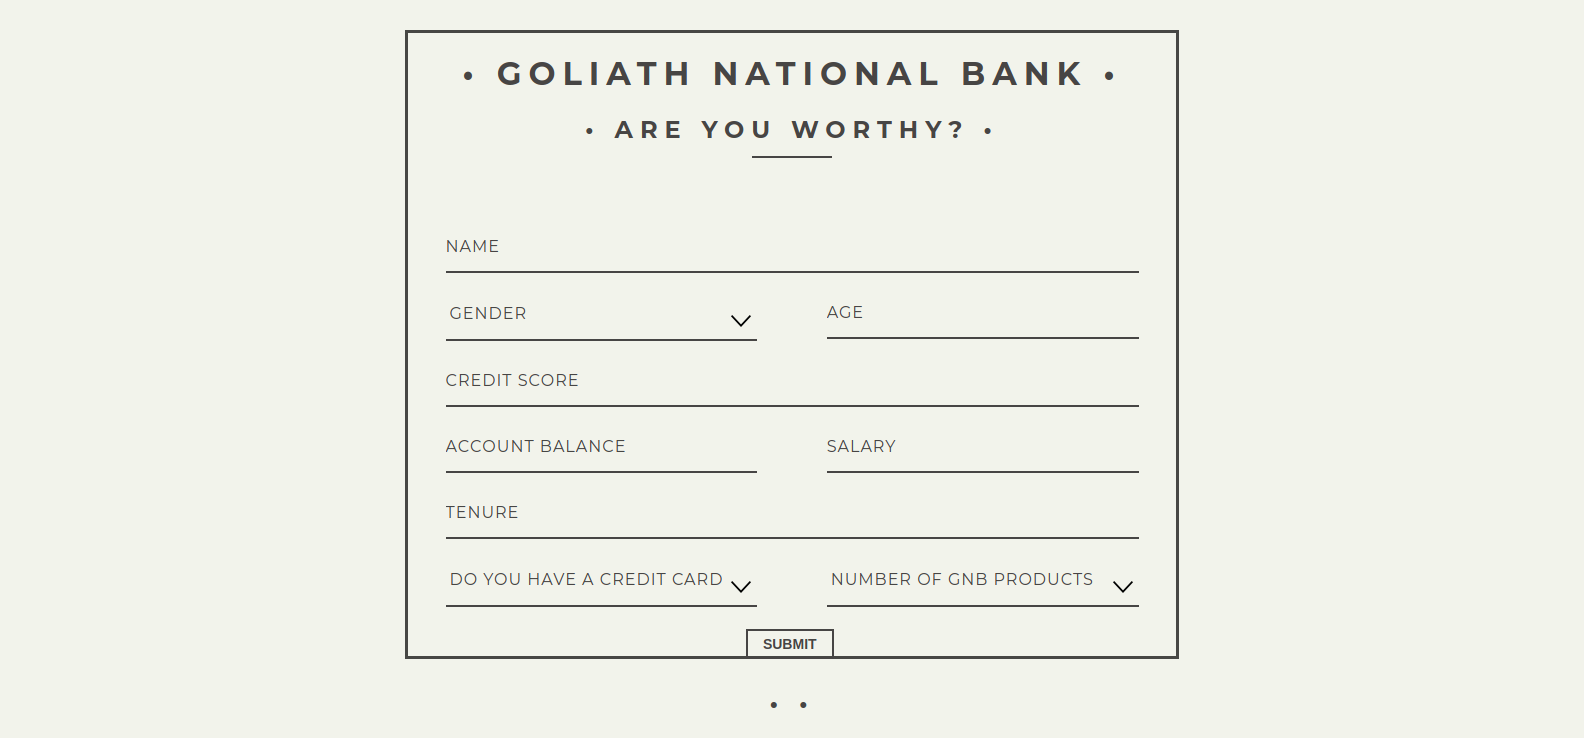 • GOLIATH NATIONAL BANK •
• ARE YOU WORTHY? •
NAME
GENDER
AGE
CREDIT SCORE
ACCOUNT BALANCE
SALARY
TENURE
DO YOU HAVE A CREDIT CARD
NUMBER OF GNB PRODUCTS
SUBMIT
• •